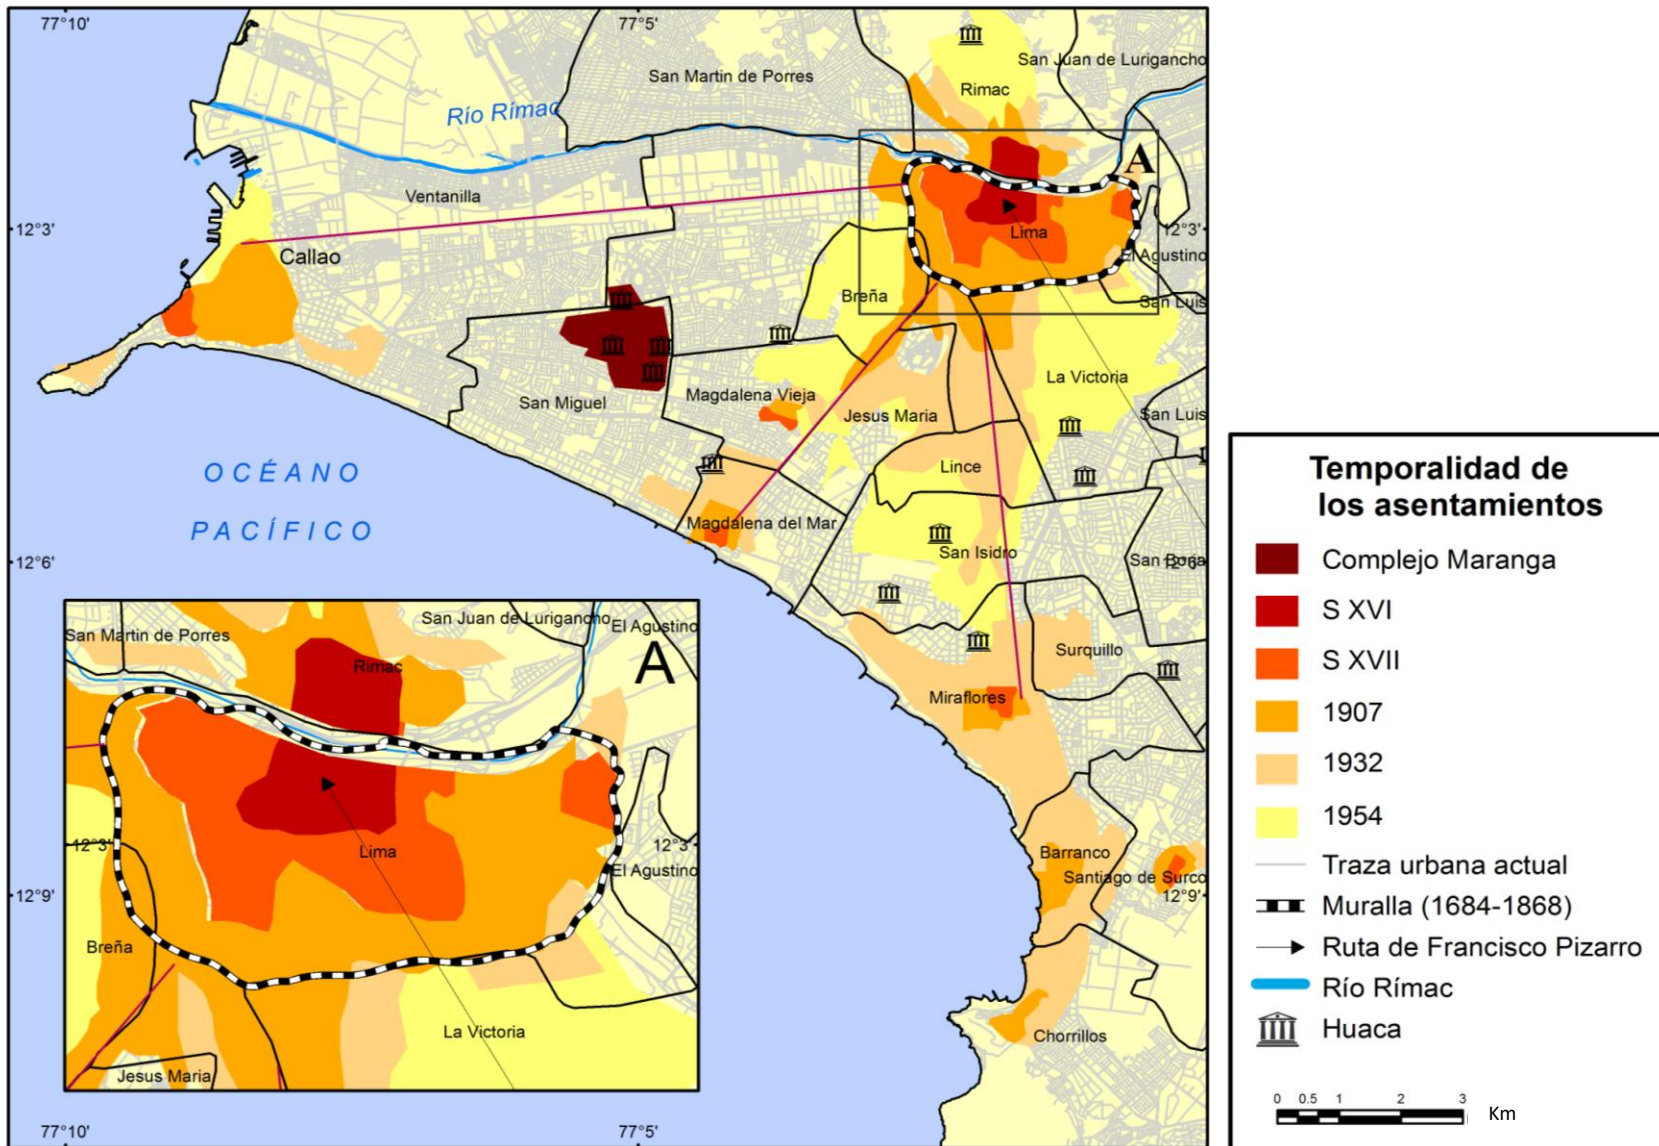 77°10'
77°5'
San Juan de Lurigancho
San Martin de Porres
Rimac
Río Rímac
A
Ventanilla
12°3'
Lima
12°3'
Callao
El Agustino
Breña
San Luis
La Victoria
Magdalena Vieja
San Miguel
Jesus Maria
San Luis
OCÉANO
PACÍFICO
Lince
Magdalena del Mar
San Isidro
12°6'
San Borja
12°6'
Surquillo
Miraflores
Barranco
Santiago de Surco
12°9'
12°9'
Chorrillos
77°10'
77°5'
San Juan de Lurigancho
El Agustino
San Martin de Porres
Rimac
A
12°3'
Lima
12°3'
El Agustino
Breña
La Victoria
Jesus Maria
Temporalidad de
los asentamientos
Complejo Maranga
S XVI
S XVII
1907
1932
1954
Traza urbana actual
Muralla (1684-1868)
Ruta de Francisco Pizarro
Río Rímac
Huaca
0 0.5 1 2 3
Km